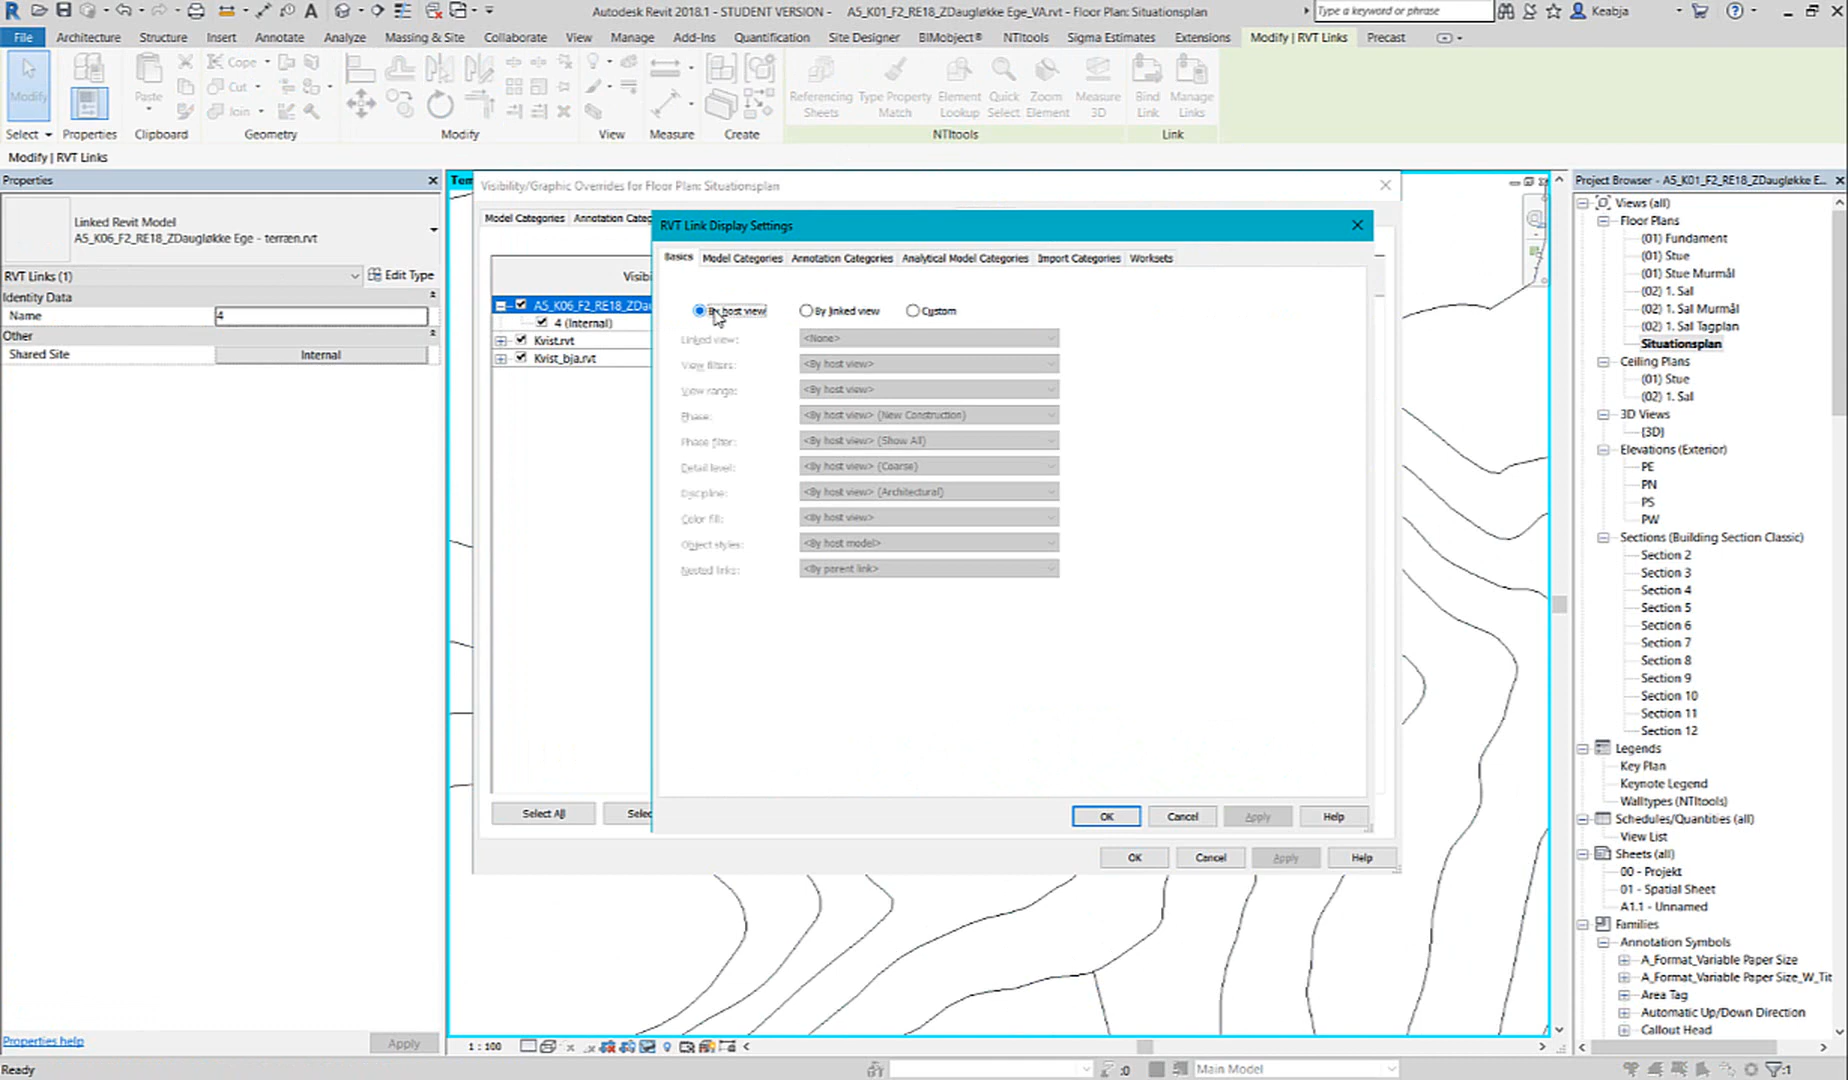 Autodesk Revit 2018.1 - STUDENT VERSION - A5_K01_F2_RE18_ZDaugløkke Ege_VA.rvt - Floor Plan: Situationsplan
Type a keyword or phrase
Keabja
File Architecture Structure Insert Annotate Analyze Massing & Site Collaborate View Manage Add-Ins Quantification Site Designer BIMobject® NTItools Sigma Estimates Extensions Modify | RVT Links Precast
Modify
Paste
Cope
Cut
Join
Referencing Sheets
Type Property Match
Element Lookup
Quick Select
Zoom Element
Measure 3D
Bind Link
Manage Links
Select Properties Clipboard Geometry Modify View Measure Create NTItools Link
Modify | RVT Links
Properties
Linked Revit Model
A5_K06_F2_RE18_ZDaugløkke Ege - terræn.rvt
RVT Links (1)
Edit Type
Identity Data
Name 4
Other
Shared Site Internal
Properties help
Apply
Visibility/Graphic Overrides for Floor Plan: Situationsplan
Model Categories
Annotation Categ
Visibi
A5_K06_F2_RE18_ZDau
4 (Internal)
Kvist.rvt
Kvist_bja.rvt
Select All
Selec
OK Cancel Apply Help
RVT Link Display Settings
Basics Model Categories Annotation Categories Analytical Model Categories Import Categories Worksets
By host view By linked view Custom
Linked view: <None>
View filters: <By host view>
View range: <By host view>
Phase: <By host view> (New Construction)
Phase filter: <By host view> (Show All)
Detail level: <By host view> (Coarse)
Discipline: <By host view> (Architectural)
Color fill: <By host view>
Object styles: <By host model>
Nested links: <By parent link>
OK Cancel Apply Help
Project Browser - A5_K01_F2_RE18_ZDaugløkke E...
Views (all)
Floor Plans
(01) Fundament
(01) Stue
(01) Stue Murmål
(02) 1. Sal
(02) 1. Sal Murmål
(02) 1. Sal Tagplan
Situationsplan
Ceiling Plans
(01) Stue
(02) 1. Sal
3D Views
{3D}
Elevations (Exterior)
PE
PN
PS
PW
Sections (Building Section Classic)
Section 2
Section 3
Section 4
Section 5
Section 6
Section 7
Section 8
Section 9
Section 10
Section 11
Section 12
Legends
Key Plan
Keynote Legend
Walltypes (NTItools)
Schedules/Quantities (all)
View List
Sheets (all)
00 - Projekt
01 - Spatial Sheet
A1.1 - Unnamed
Families
Annotation Symbols
A_Format_Variable Paper Size
A_Format_Variable Paper Size_W_Tit
Area Tag
Automatic Up/Down Direction
Callout Head
1 : 100
Ready
:0
Main Model
:1